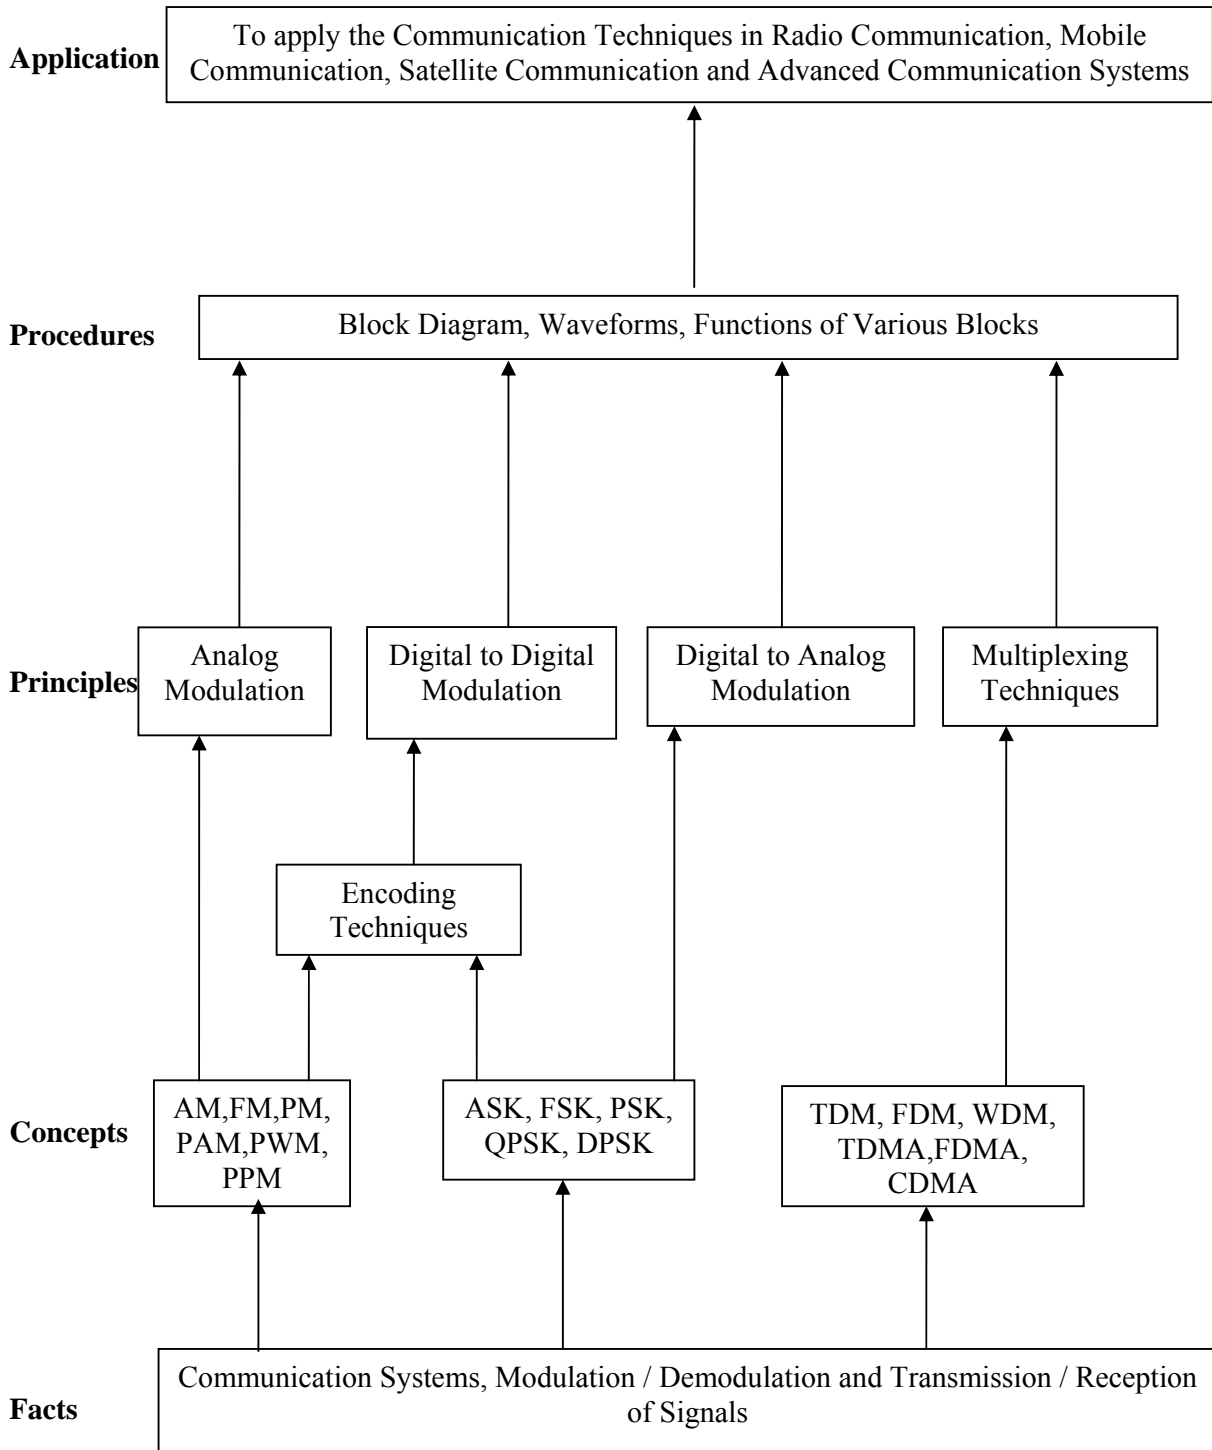 Application
To apply the Communication Techniques in Radio Communication, Mobile
Communication, Satellite Communication and Advanced Communication Systems
Procedures
Block Diagram, Waveforms, Functions of Various Blocks
Principles
Analog
Modulation
Digital to Digital
Modulation
Digital to Analog
Modulation
Multiplexing
Techniques
Encoding
Techniques
Concepts
AM,FM,PM,
PAM,PWM,
PPM
ASK, FSK, PSK,
QPSK, DPSK
TDM, FDM, WDM,
TDMA,FDMA,
CDMA
Facts
Communication Systems, Modulation / Demodulation and Transmission / Reception
of Signals